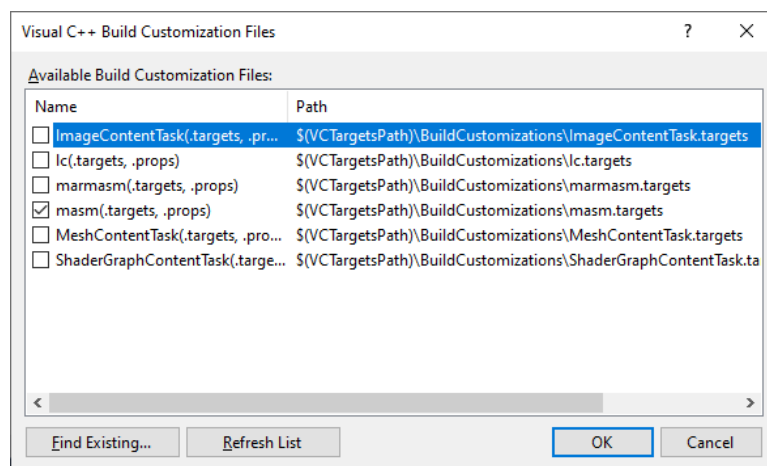 Visual C++ Build Customization Files ? ×
Available Build Customization Files:
Name Path
ImageContentTask(.targets, .pr... $(VCTargetsPath)\BuildCustomizations\ImageContentTask.targets
lc(.targets, .props) $(VCTargetsPath)\BuildCustomizations\lc.targets
marmasm(.targets, .props) $(VCTargetsPath)\BuildCustomizations\marmasm.targets
masm(.targets, .props) $(VCTargetsPath)\BuildCustomizations\masm.targets
MeshContentTask(.targets, .pro... $(VCTargetsPath)\BuildCustomizations\MeshContentTask.targets
ShaderGraphContentTask(.targe... $(VCTargetsPath)\BuildCustomizations\ShaderGraphContentTask.ta
Find Existing... Refresh List OK Cancel